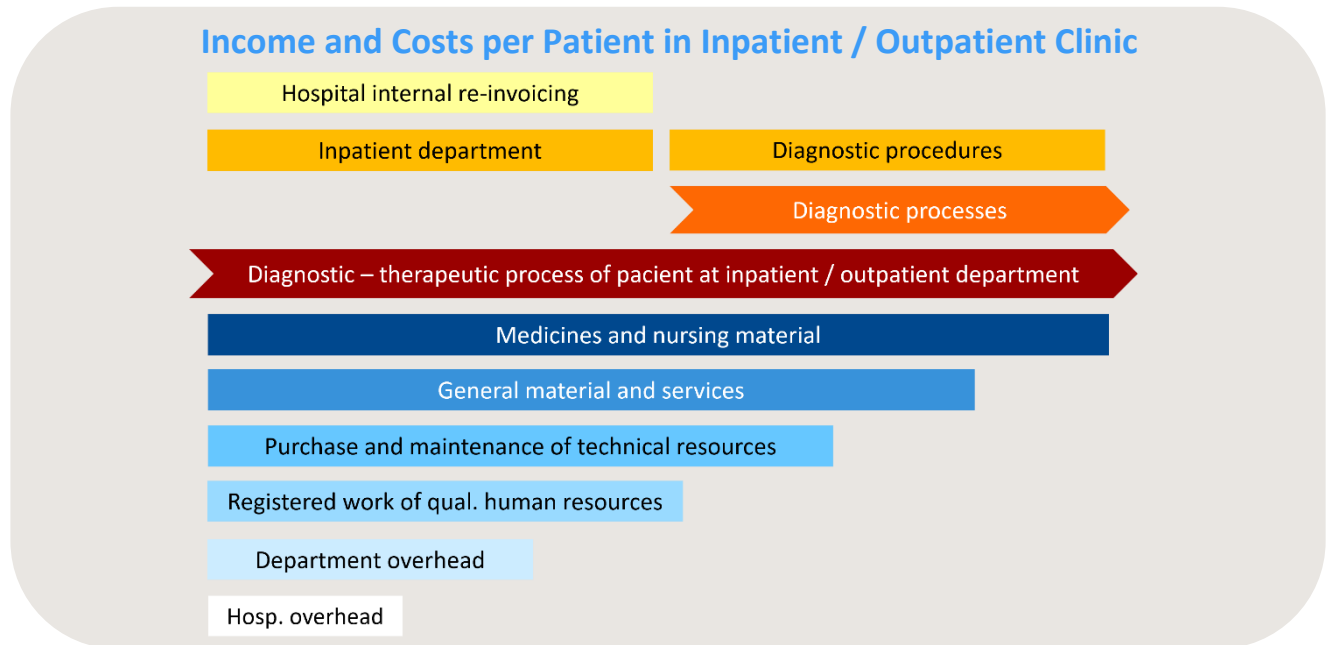 Income and Costs per Patient in Inpatient / Outpatient Clinic
Hospital internal re-invoicing
Inpatient department
Diagnostic procedures
Diagnostic processes
Diagnostic – therapeutic process of pacient at inpatient / outpatient department
Medicines and nursing material
General material and services
Purchase and maintenance of technical resources
Registered work of qual. human resources
Department overhead
Hosp. overhead